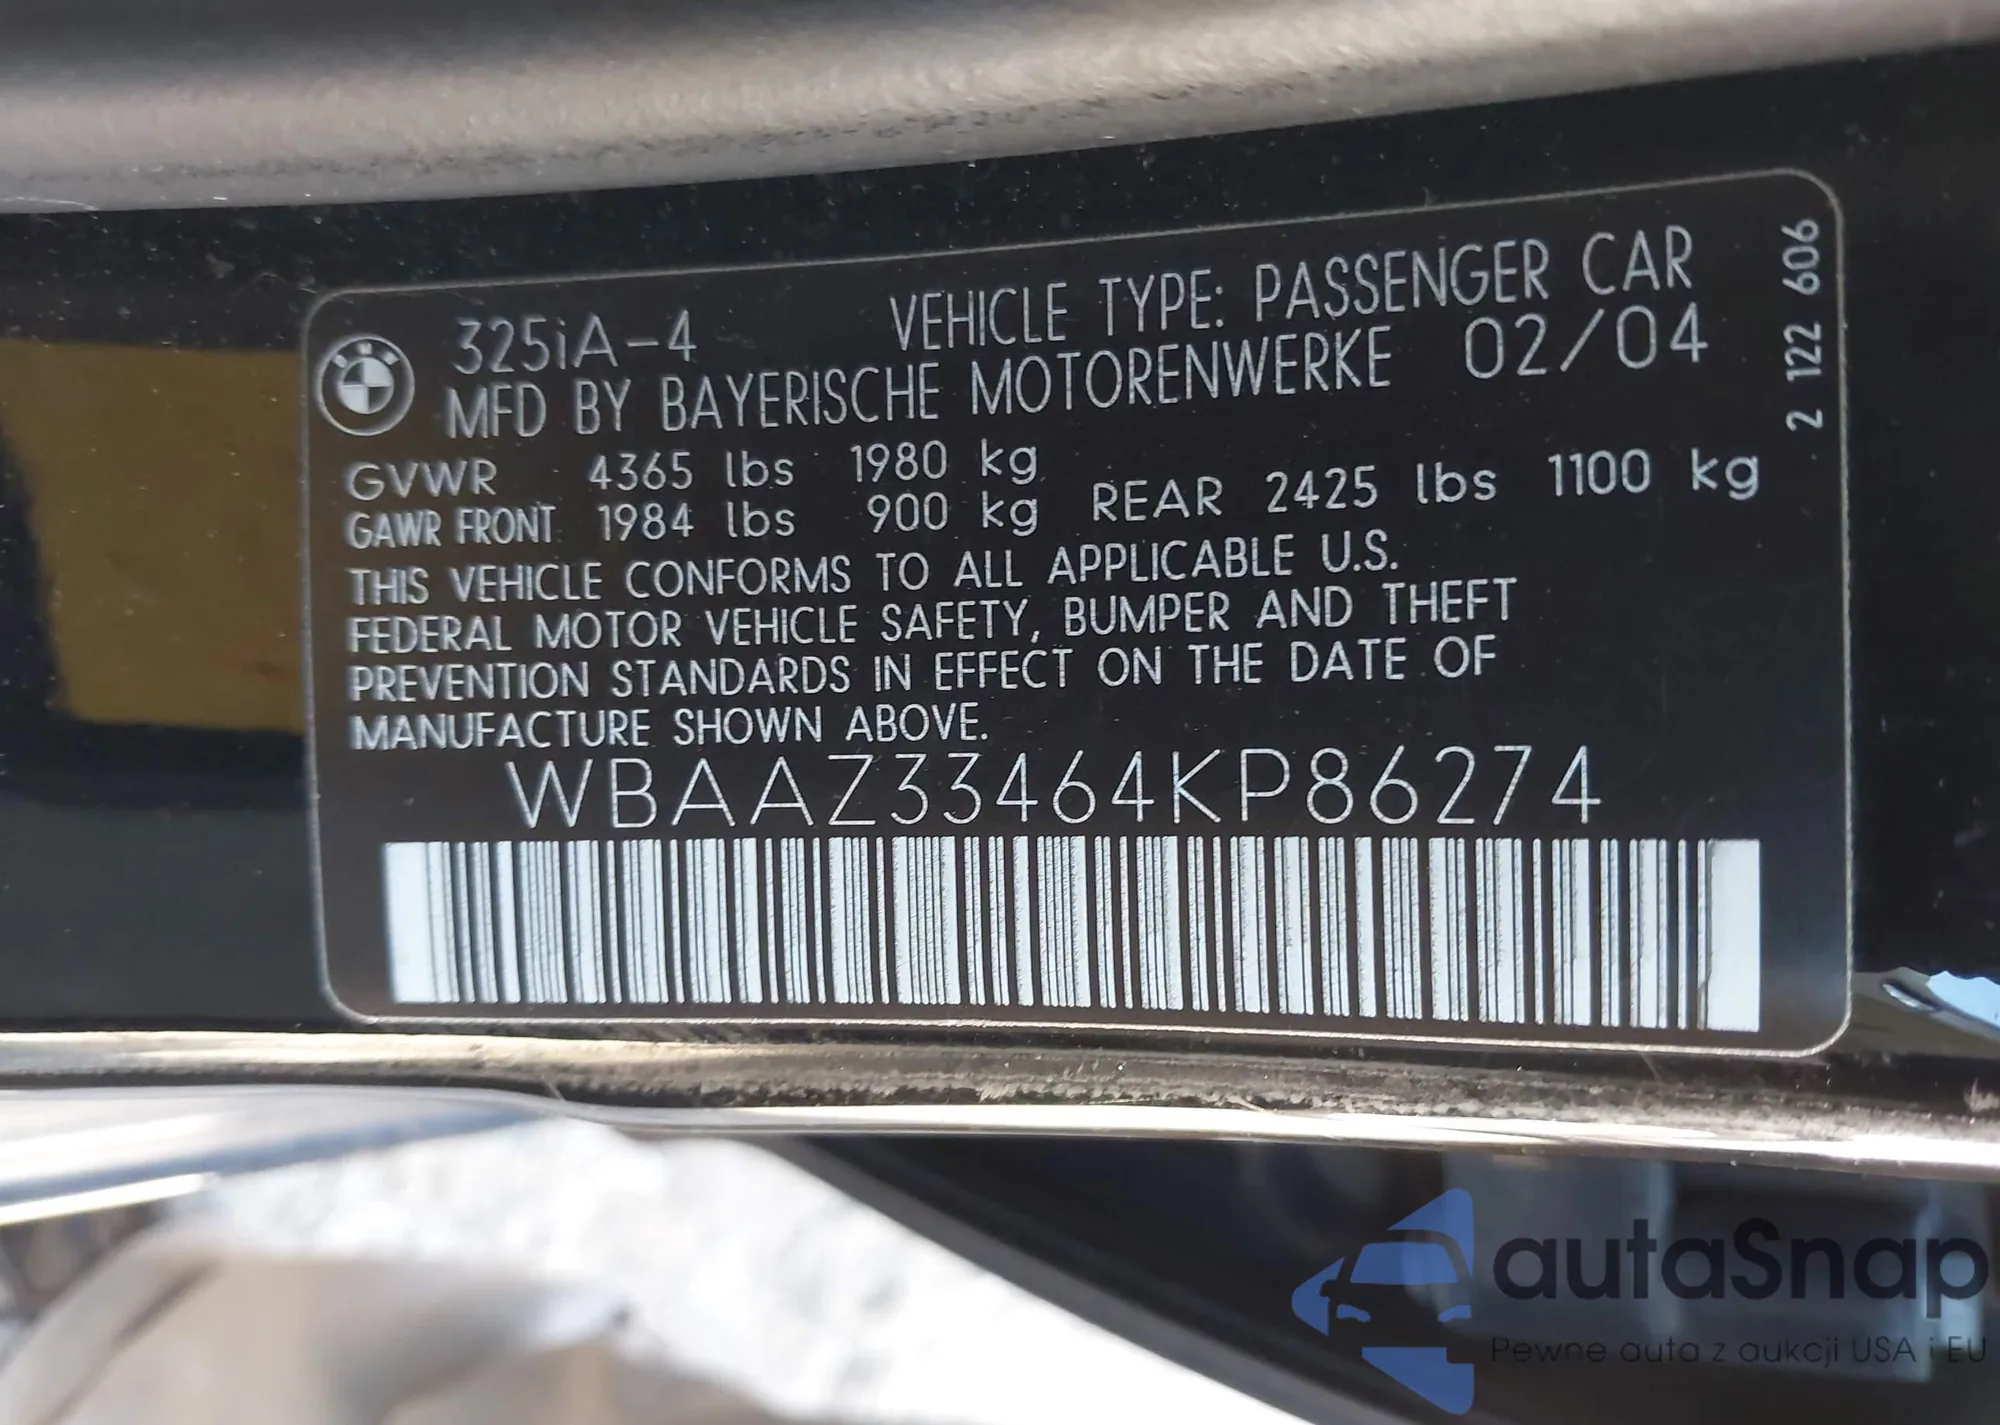 325iA-4 VEHICLE TYPE: PASSENGER CAR
MFD BY BAYERISCHE MOTORENWERKE 02/04
GVWR 4365 lbs 1980 kg
GAWR FRONT 1984 lbs 900 kg REAR 2425 lbs 1100 kg
THIS VEHICLE CONFORMS TO ALL APPLICABLE U.S.
FEDERAL MOTOR VEHICLE SAFETY, BUMPER AND THEFT
PREVENTION STANDARDS IN EFFECT ON THE DATE OF
MANUFACTURE SHOWN ABOVE.
WBAAZ33464KP86274
2 122 606
BMW
autoSnap
Pewne auto z aukcji USA i EU